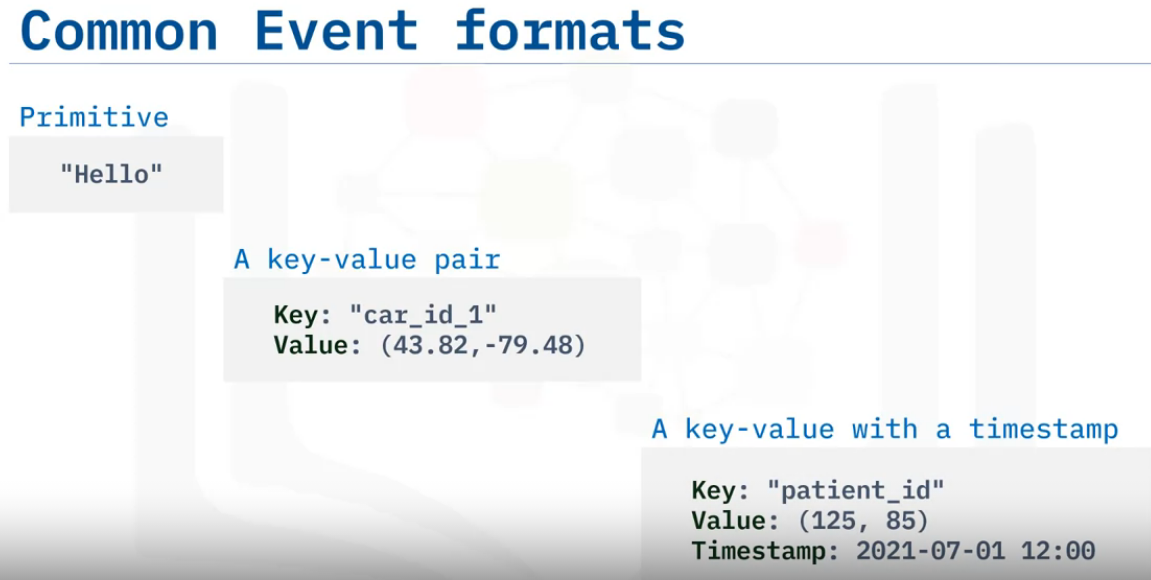 Common Event formats
Primitive
"Hello"
A key-value pair
Key: "car_id_1"
Value: (43.82,-79.48)
A key-value with a timestamp
Key: "patient_id"
Value: (125, 85)
Timestamp: 2021-07-01 12:00